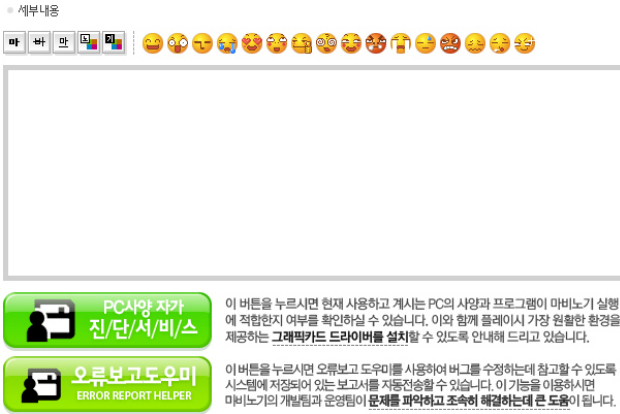 세부내용
마 빠 만 노 가
PC사양 자가
진/단/서/비/스
이 버튼을 누르시면 현재 사용하고 계시는 PC의 사양과 프로그램이 마비노기 실행
에 적합한지 여부를 확인하실 수 있습니다. 이와 함께 플레이시 가장 원활한 환경을
제공하는 그래픽카드 드라이버를 설치할 수 있도록 안내해 드리고 있습니다.
오류보고도우미
ERROR REPORT HELPER
이 버튼을 누르시면 오류보고 도우미를 사용하여 버그를 수정하는데 참고할 수 있도록
시스템에 저장되어 있는 보고서를 자동전송할 수 있습니다. 이 기능을 이용하시면
마비노기의 개발팀과 운영팀이 문제를 파악하고 조속히 해결하는데 큰 도움이 됩니다.